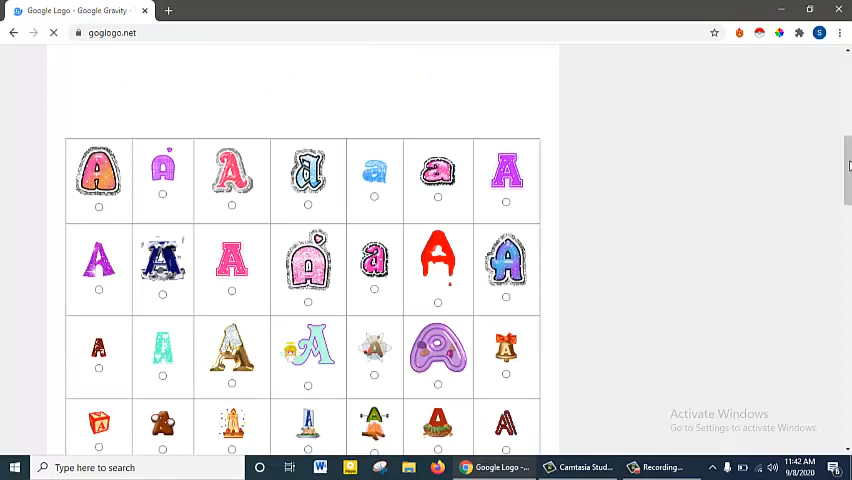 Google Logo - Google Gravity -
goglogo.net
S
A A A a a a A
A A A A a A A
A A A A A A A
A A A A A A A
Activate Windows
Go to Settings to activate Windows.
Type here to search
Google Logo -...
Camtasia Stud...
Recording...
11:42 AM
9/8/2020